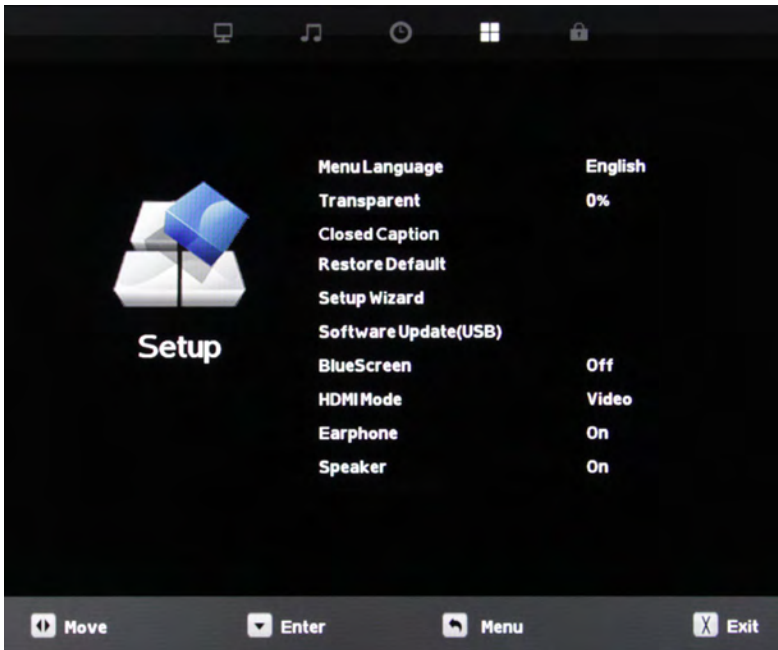 Menu Language English
Transparent 0%
Closed Caption
Restore Default
Setup Wizard
Software Update(USB)
Setup
BlueScreen Off
HDMI Mode Video
Earphone On
Speaker On
Move Enter Menu X Exit